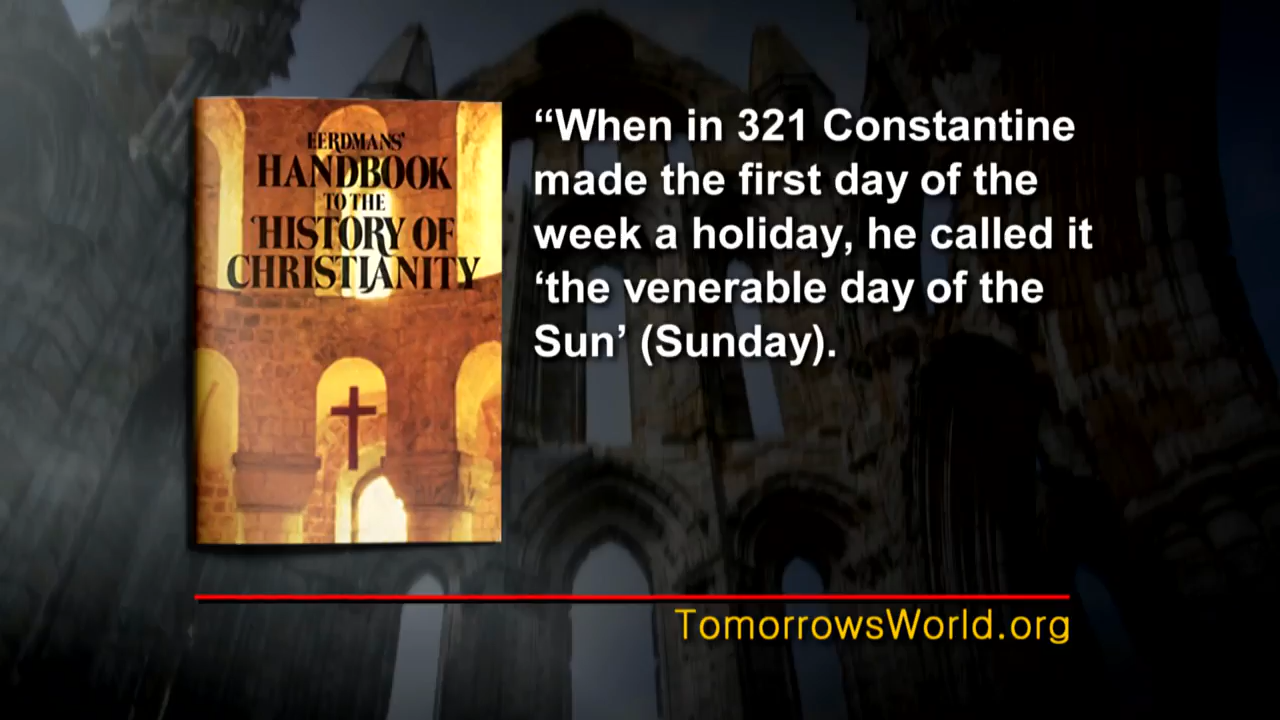 EERDMANS'
HANDBOOK
TO THE
HISTORY OF
CHRISTIANITY
“When in 321 Constantine
made the first day of the
week a holiday, he called it
‘the venerable day of the
Sun’ (Sunday).
TomorrowsWorld.org